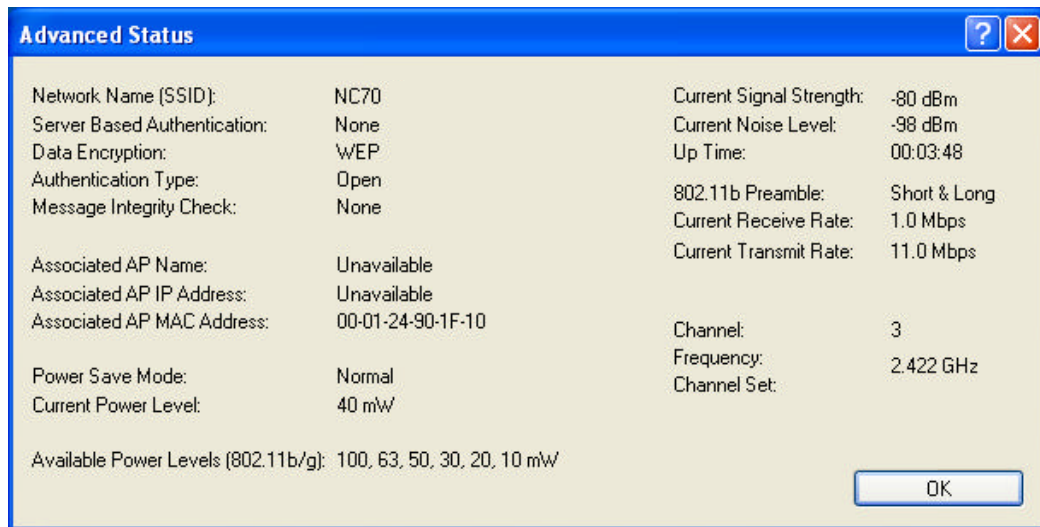 Advanced Status
Network Name (SSID): NC70
Server Based Authentication: None
Data Encryption: WEP
Authentication Type: Open
Message Integrity Check: None
Associated AP Name: Unavailable
Associated AP IP Address: Unavailable
Associated AP MAC Address: 00-01-24-90-1F-10
Power Save Mode: Normal
Current Power Level: 40 mW
Available Power Levels (802.11b/g): 100, 63, 50, 30, 20, 10 mW
Current Signal Strength: -80 dBm
Current Noise Level: -98 dBm
Up Time: 00:03:48
802.11b Preamble: Short & Long
Current Receive Rate: 1.0 Mbps
Current Transmit Rate: 11.0 Mbps
Channel: 3
Frequency: 2.422 GHz
Channel Set:
OK